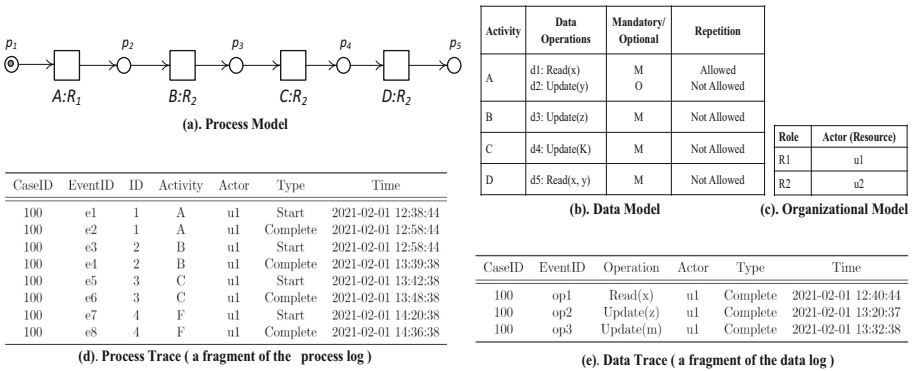 p1 p2 p3 p4 p5
A:R1 B:R2 C:R2 D:R2
(a). Process Model
Activity Data Operations Mandatory/ Optional Repetition
A d1: Read(x) M Allowed
d2: Update(y) O Not Allowed
B d3: Update(z) M Not Allowed
C d4: Update(K) M Not Allowed
D d5: Read(x, y) M Not Allowed
(b). Data Model
Role Actor (Resource)
R1 u1
R2 u2
(c). Organizational Model
CaseID EventID ID Activity Actor Type Time
100 e1 1 A u1 Start 2021-02-01 12:38:44
100 e2 1 A u1 Complete 2021-02-01 12:58:44
100 e3 2 B u1 Start 2021-02-01 12:58:44
100 e4 2 B u1 Complete 2021-02-01 13:39:38
100 e5 3 C u1 Start 2021-02-01 13:42:38
100 e6 3 C u1 Complete 2021-02-01 13:48:38
100 e7 4 F u1 Start 2021-02-01 14:20:38
100 e8 4 F u1 Complete 2021-02-01 14:36:38
(d). Process Trace ( a fragment of the process log )
CaseID EventID Operation Actor Type Time
100 op1 Read(x) u1 Complete 2021-02-01 12:40:44
100 op2 Update(z) u1 Complete 2021-02-01 13:20:37
100 op3 Update(m) u1 Complete 2021-02-01 13:32:38
(e). Data Trace ( a fragment of the data log )